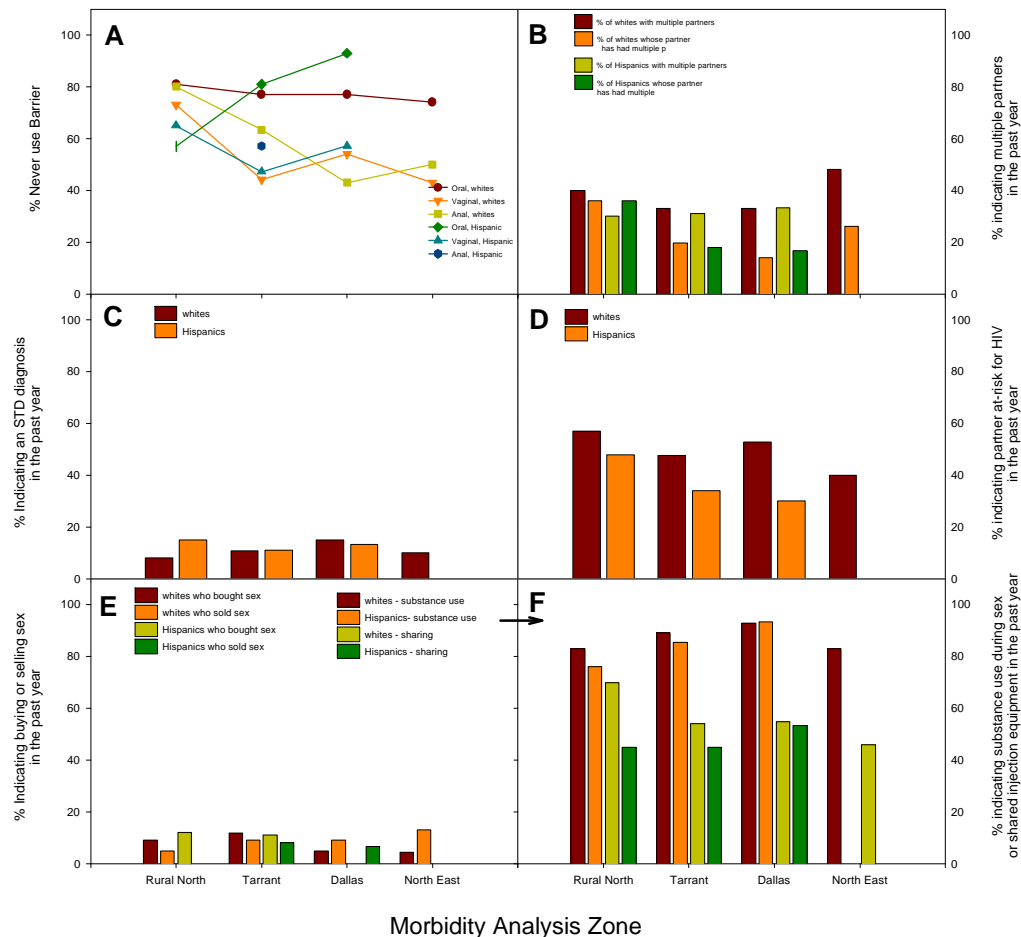 A
100
80
60
40
20
0
% Never use Barrier
Oral, whites
Vaginal, whites
Anal, whites
Oral, Hispanic
Vaginal, Hispanic
Anal, Hispanic
B
% of whites with multiple partners
% of whites whose partner
has had multiple p
% of Hispanics with multiple partners
% of Hispanics whose partner
has had multiple
100
80
60
40
20
0
% indicating multiple partners
in the past year
C
whites
Hispanics
100
80
60
40
20
0
% Indicating an STD diagnosis
in the past year
D
whites
Hispanics
100
80
60
40
20
0
% indicating partner at-risk for HIV
in the past year
E
whites who bought sex
whites who sold sex
Hispanics who bought sex
Hispanics who sold sex
whites - substance use
Hispanics- substance use
whites - sharing
Hispanics - sharing
100
80
60
40
20
0
% Indicating buying or selling sex
in the past year
Rural North
Tarrant
Dallas
North East
F
100
80
60
40
20
0
% indicating substance use during sex
or shared injection equipment in the past year
Rural North
Tarrant
Dallas
North East
Morbidity Analysis Zone